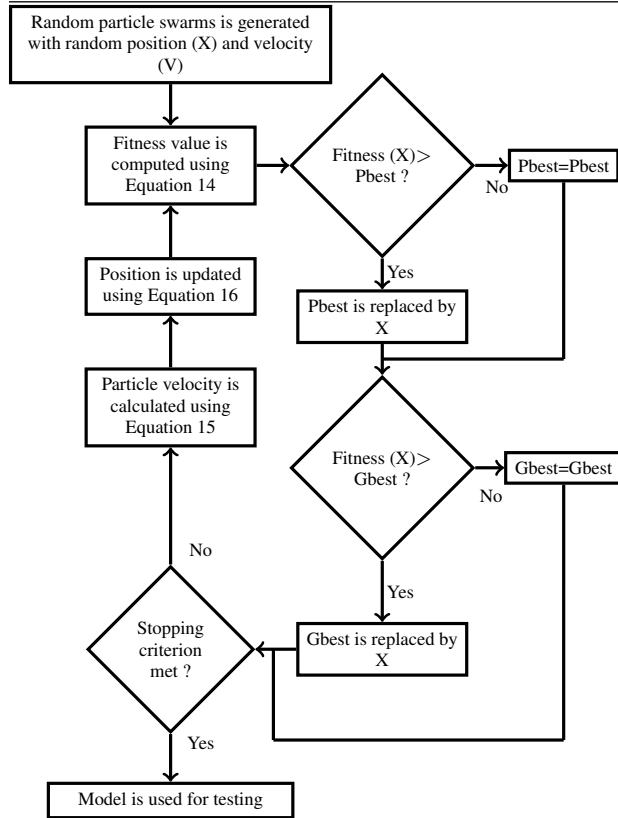 Random particle swarms is generated
with random position (X) and velocity
(V)
Fitness value is
computed using
Equation 14
Fitness (X)>
Pbest ?
No
Pbest=Pbest
Yes
Position is updated
using Equation 16
Pbest is replaced by
X
Particle velocity is
calculated using
Equation 15
Fitness (X)>
Gbest ?
No
Gbest=Gbest
No
Yes
Stopping
criterion
met ?
Gbest is replaced by
X
Yes
Model is used for testing